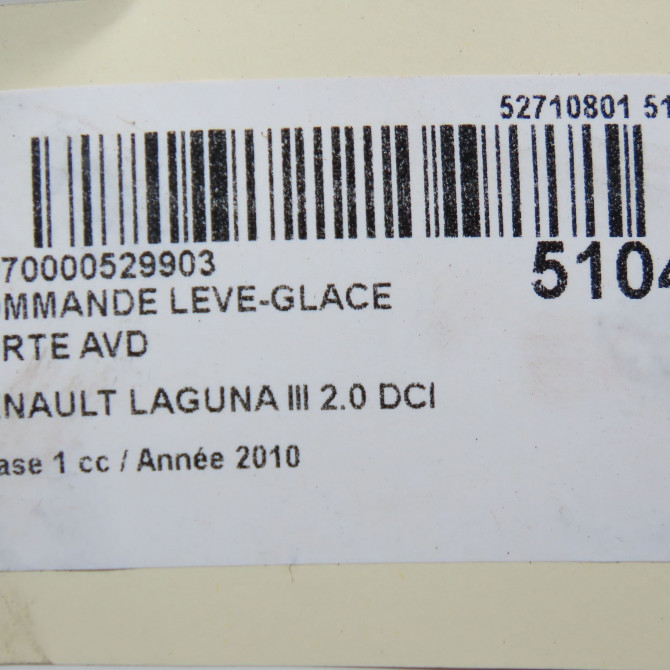 52710801 51
70000529903
5104
OMMANDE LEVE-GLACE
RTE AVD
NAULT LAGUNA III 2.0 DCI
ase 1 cc / Année 2010